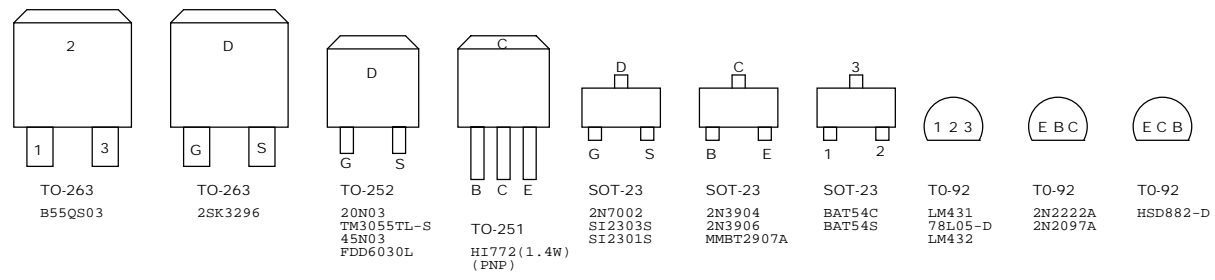 2
1 3
TO-263
B55QS03
D
G S
TO-263
2SK3296
D
G S
TO-252
20N03
TM3055TL-S
45N03
FDD6030L
C
B C E
TO-251
HI772(1.4W)
(PNP)
D
G S
SOT-23
2N7002
SI2303S
SI2301S
C
B E
SOT-23
2N3904
2N3906
MMBT2907A
3
1 2
SOT-23
BAT54C
BAT54S
1 2 3
T0-92
LM431
78L05-D
LM432
E B C
T0-92
2N2222A
2N2097A
E C B
T0-92
HSD882-D